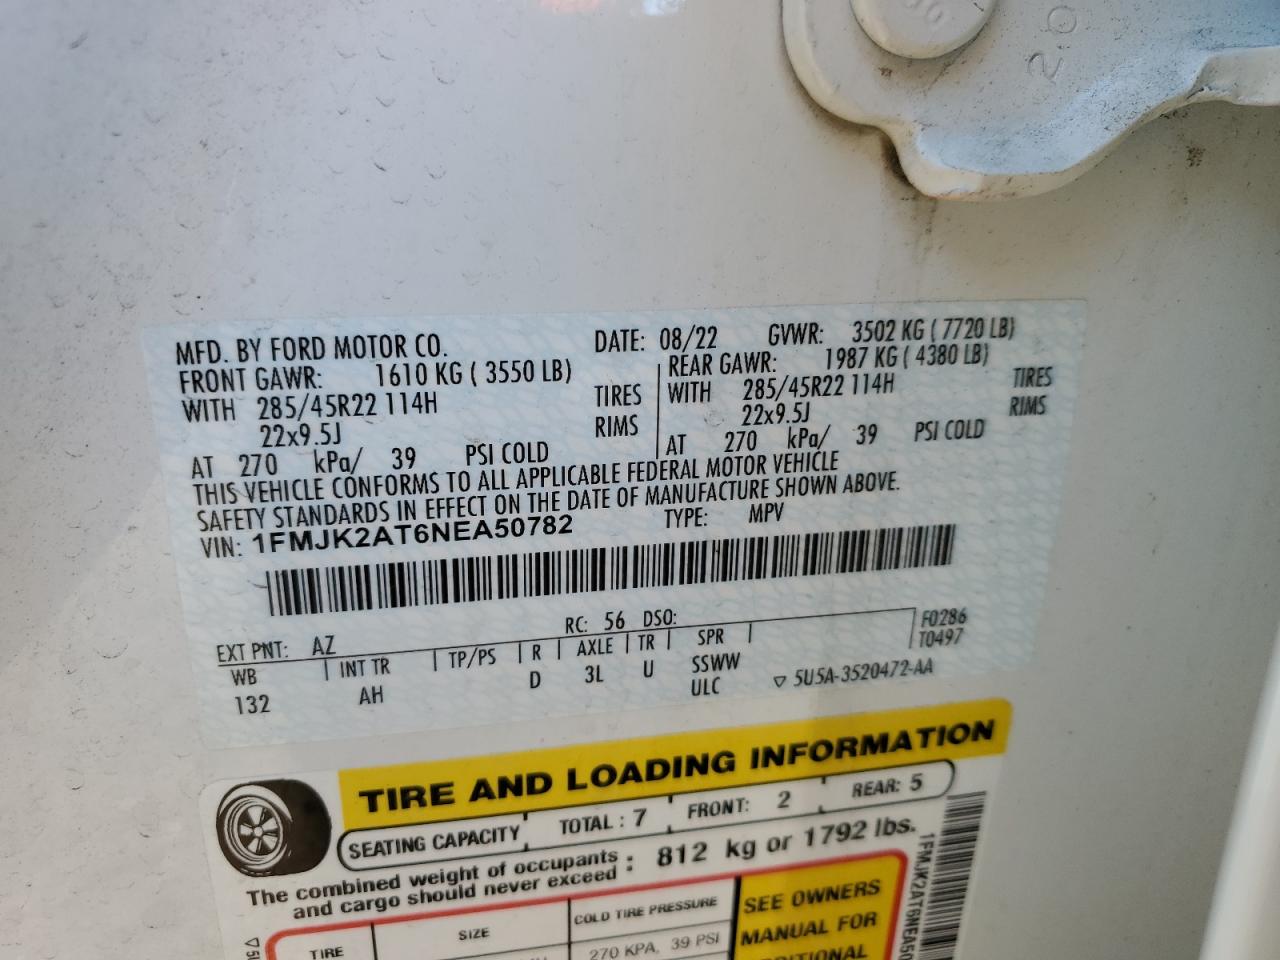 20
MFD. BY FORD MOTOR CO. DATE: 08/22 GVWR: 3502 KG ( 7720 LB)
FRONT GAWR: 1610 KG ( 3550 LB) REAR GAWR: 1987 KG ( 4380 LB)
WITH 285/45R22 114H TIRES WITH 285/45R22 114H TIRES
22x9.5J RIMS 22x9.5J RIMS
AT 270 kPa/ 39 PSI COLD AT 270 kPa/ 39 PSI COLD
THIS VEHICLE CONFORMS TO ALL APPLICABLE FEDERAL MOTOR VEHICLE
SAFETY STANDARDS IN EFFECT ON THE DATE OF MANUFACTURE SHOWN ABOVE.
VIN: 1FMJK2AT6NEA50782 TYPE: MPV
EXT PNT: AZ RC: 56 DSO: F0286
WB INT TR TP/PS R AXLE TR SPR T0497
132 AH D 3L U SSWW
ULC ▽ 5U5A-3520472-AA
TIRE AND LOADING INFORMATION
SEATING CAPACITY TOTAL : 7 FRONT: 2 REAR: 5
The combined weight of occupants
and cargo should never exceed : 812 kg or 1792 lbs.
TIRE SIZE COLD TIRE PRESSURE
270 KPA, 39 PSI
SEE OWNERS
MANUAL FOR
1FMJK2AT6NEA50